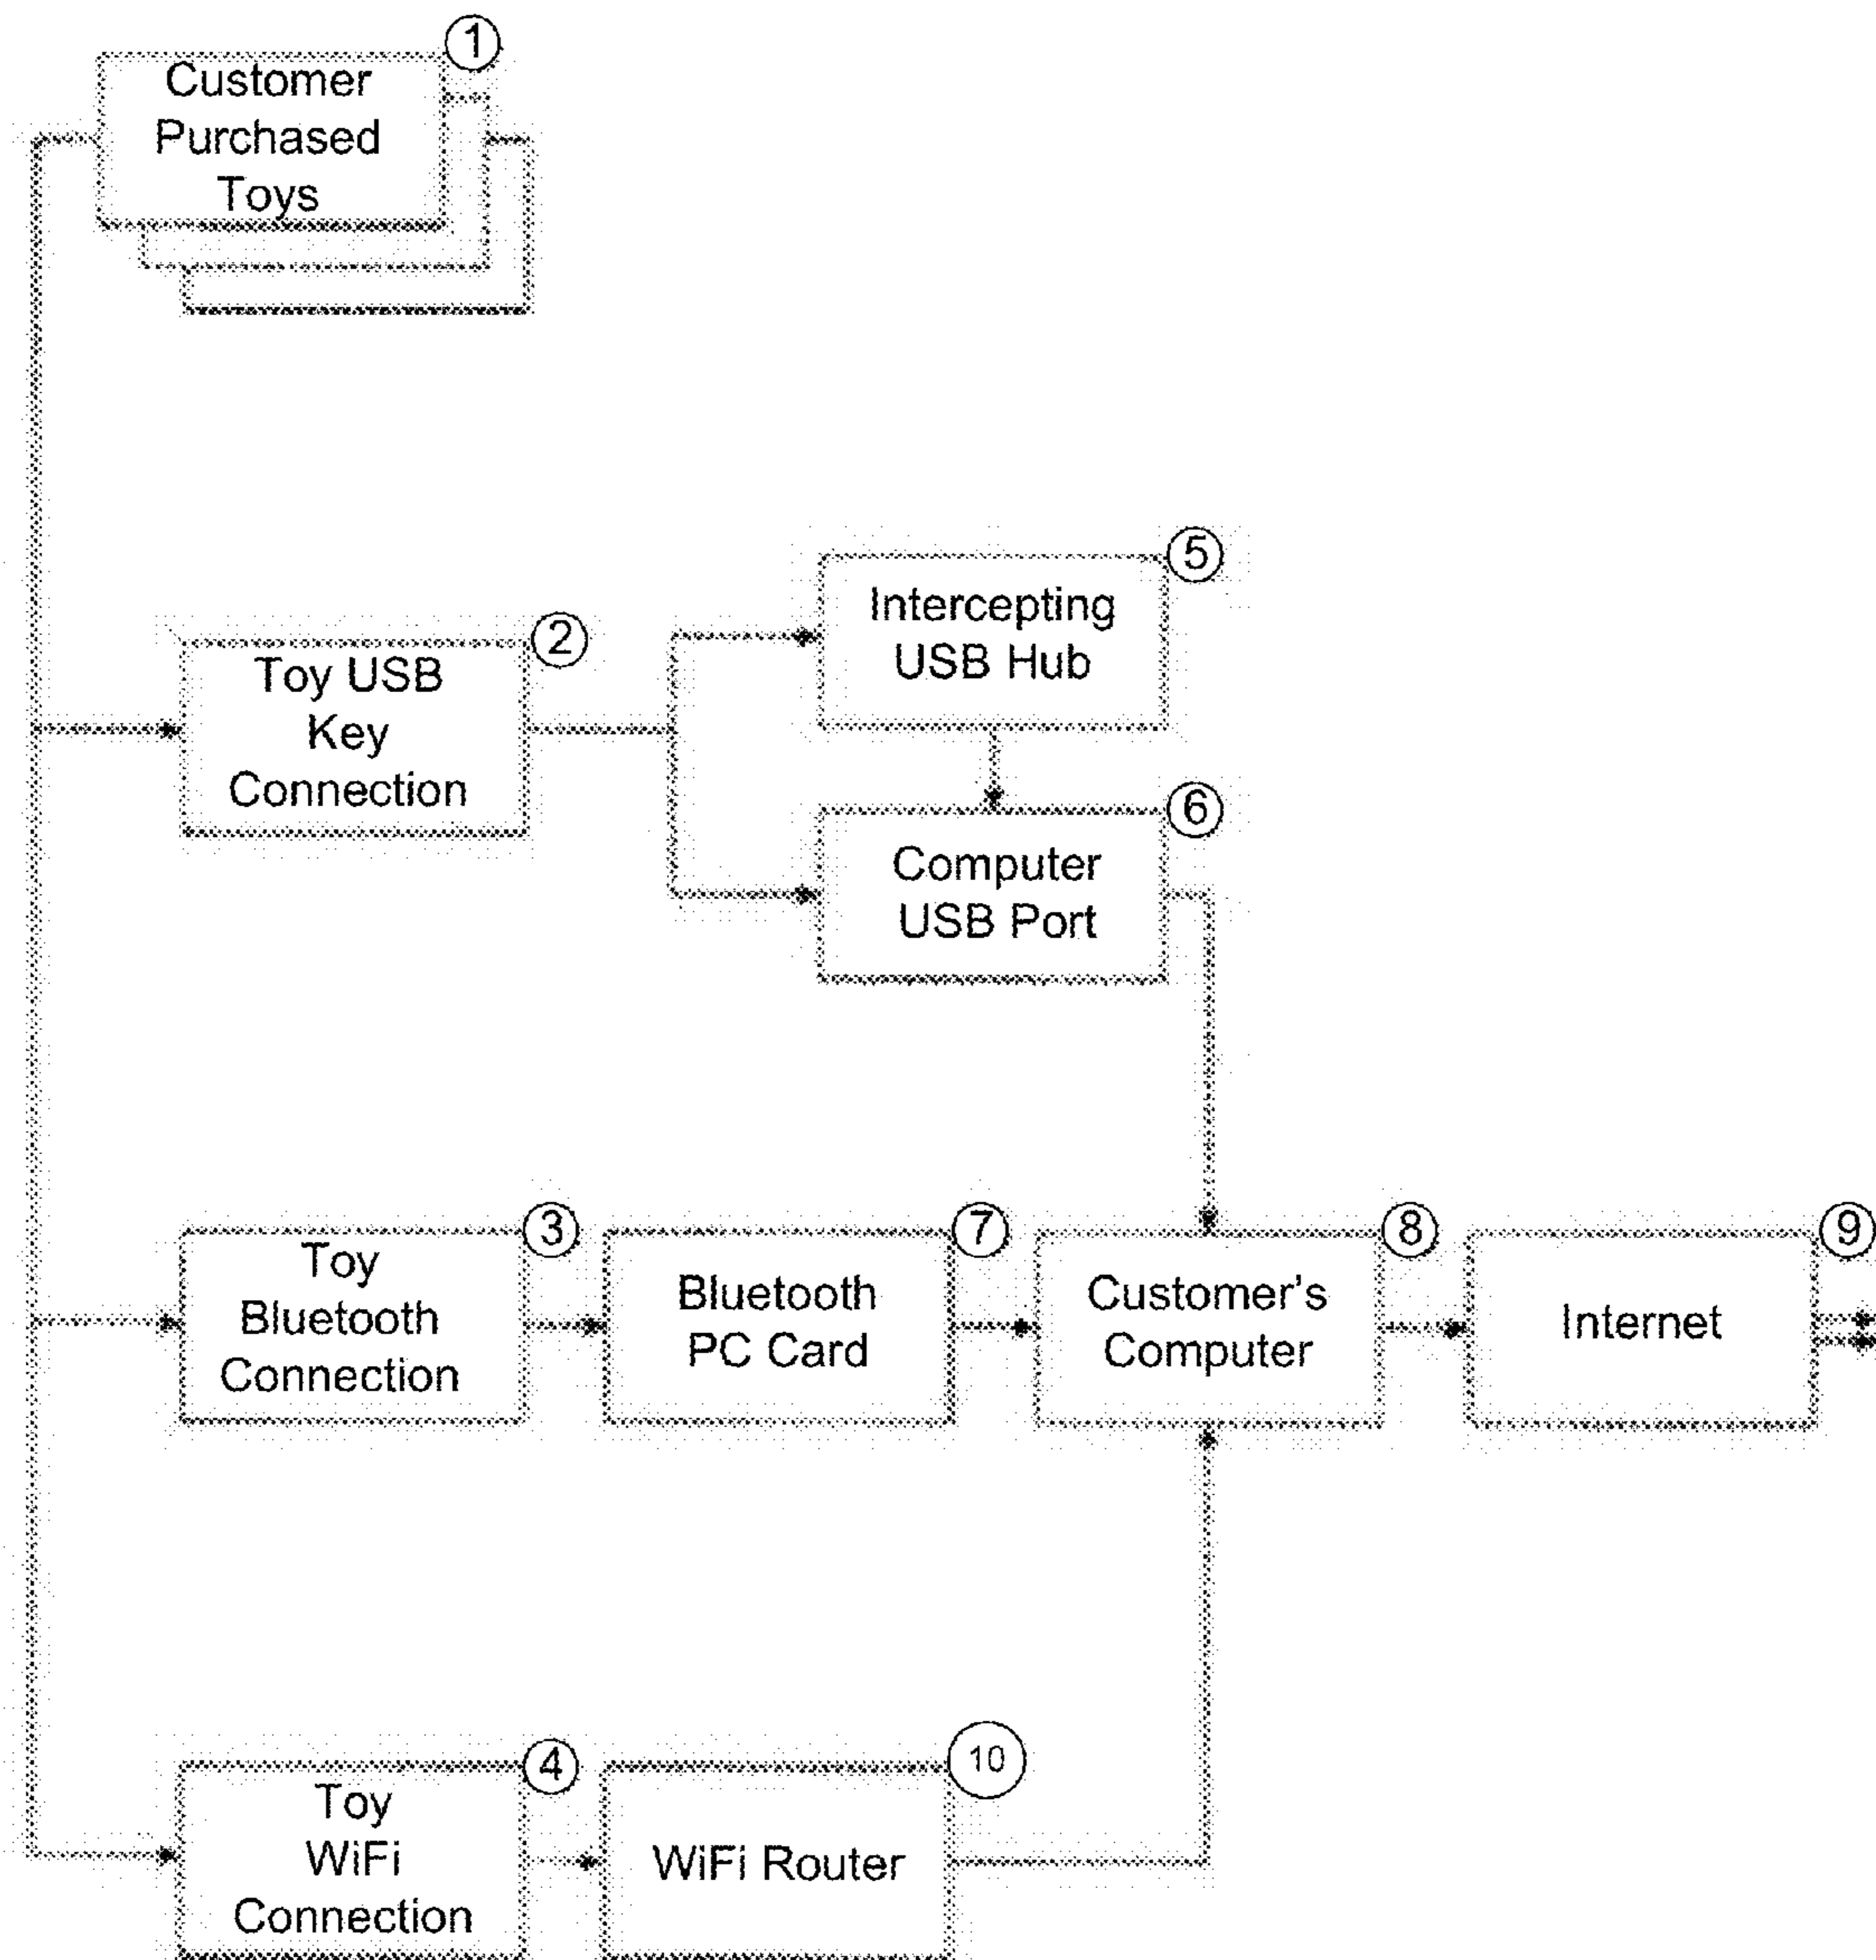 1
Customer
Purchased
Toys
2
Toy USB
Key
Connection
5
Intercepting
USB Hub
6
Computer
USB Port
3
Toy
Bluetooth
Connection
7
Bluetooth
PC Card
8
Customer's
Computer
9
Internet
4
Toy
WiFi
Connection
10
WiFi Router